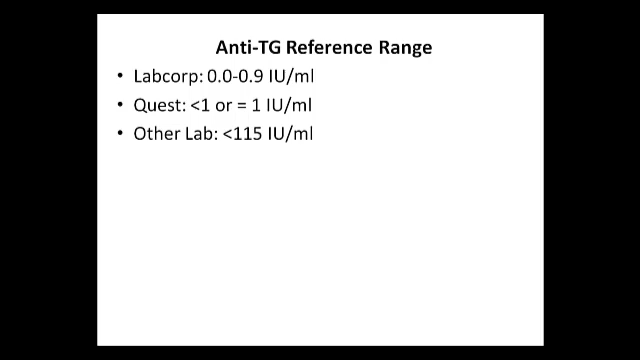 Anti-TG Reference Range
• Labcorp: 0.0-0.9 IU/ml
• Quest: <1 or = 1 IU/ml
• Other Lab: <115 IU/ml